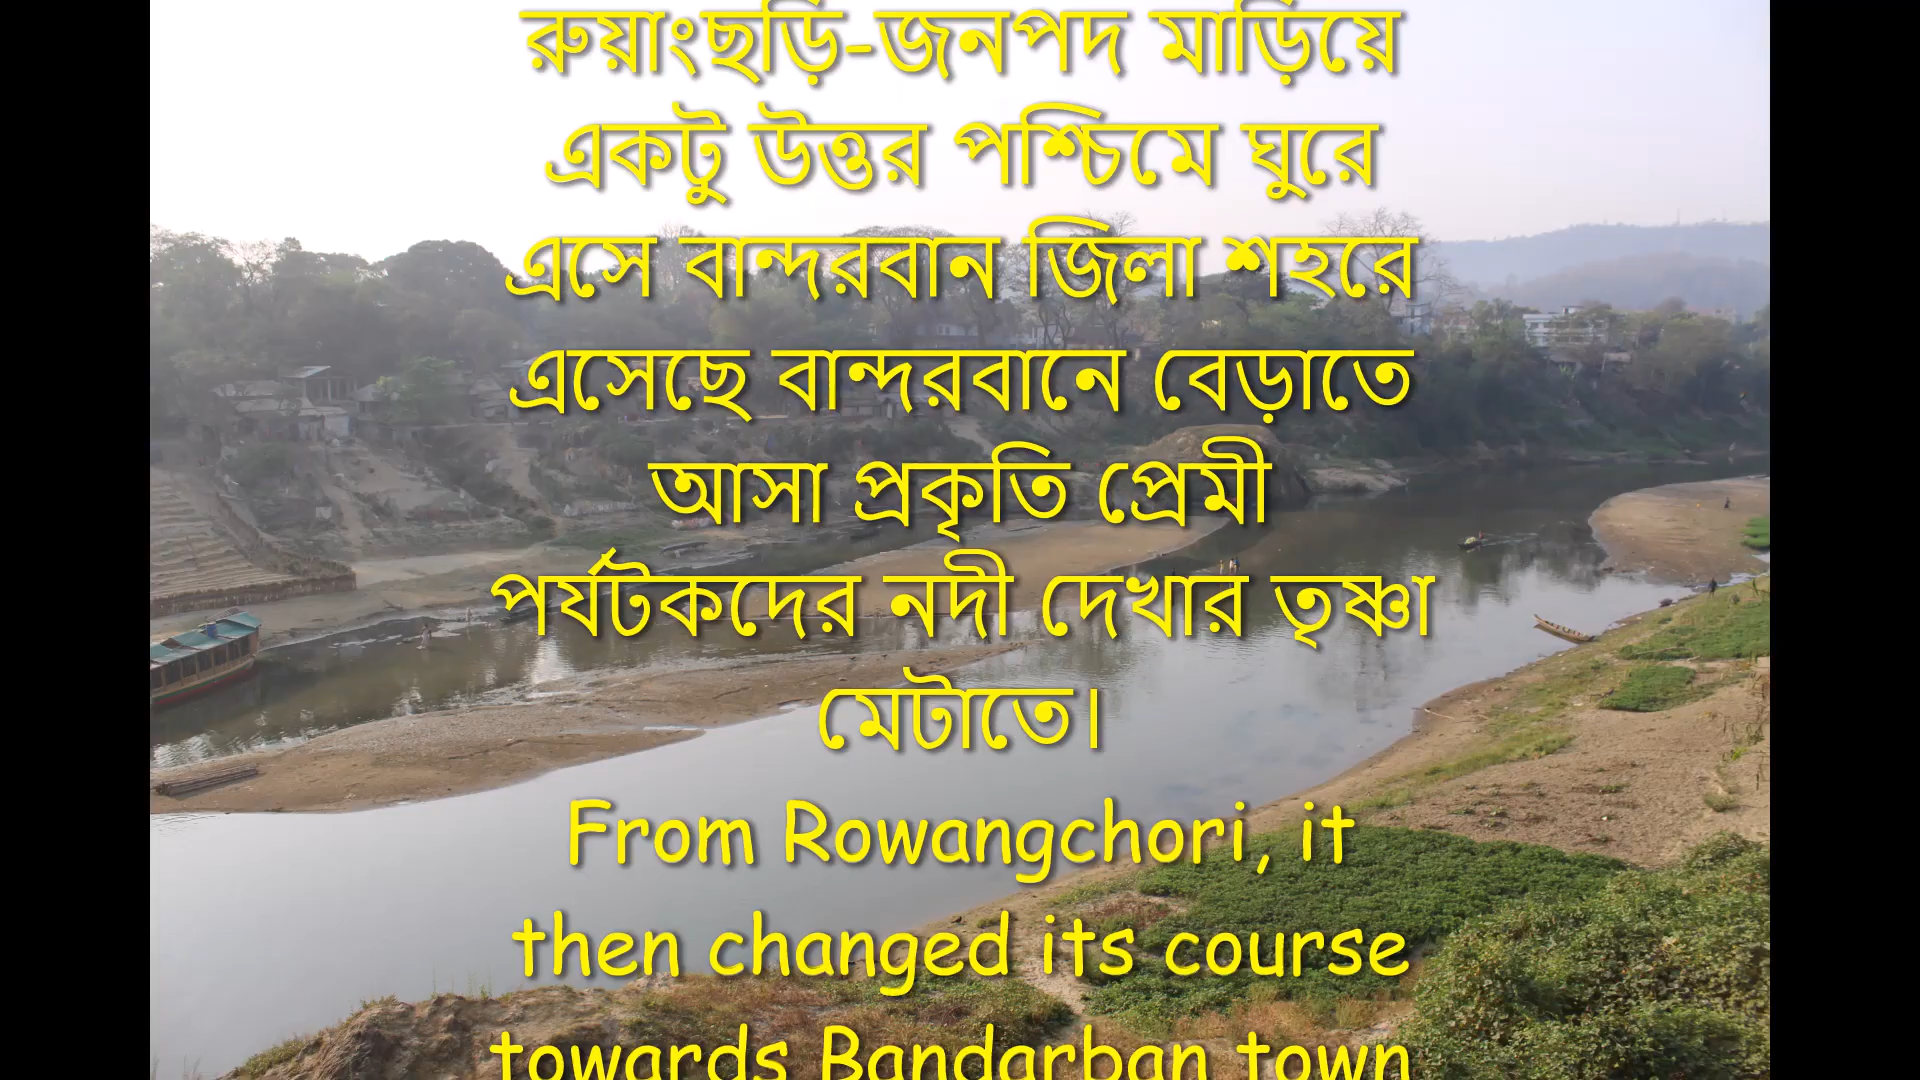 রুয়াংছড়ি-জনপদ মাড়িয়ে
একটু উত্তর পশ্চিমে ঘুরে
এসে বান্দরবান জিলা শহরে
এসেছে বান্দরবানে বেড়াতে
আসা প্রকৃতি প্রেমী
পর্যটকদের নদী দেখার তৃষ্ণা
মেটাতে।
From Rowangchori, it
then changed its course
towards Bandarban town